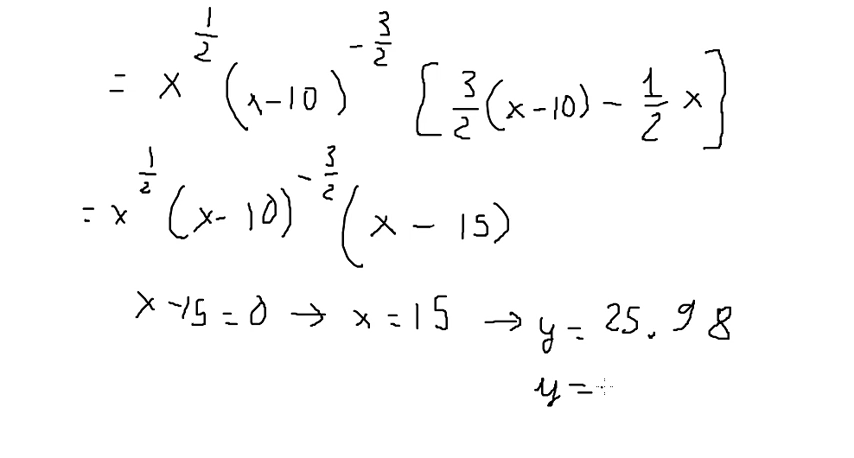 = x^{1/2} (x-10)^{-3/2} [3/2 (x-10) - 1/2 x]
= x^{1/2} (x-10)^{-3/2} (x - 15)
x - 15 = 0 → x = 15 → y = 25.98
y =